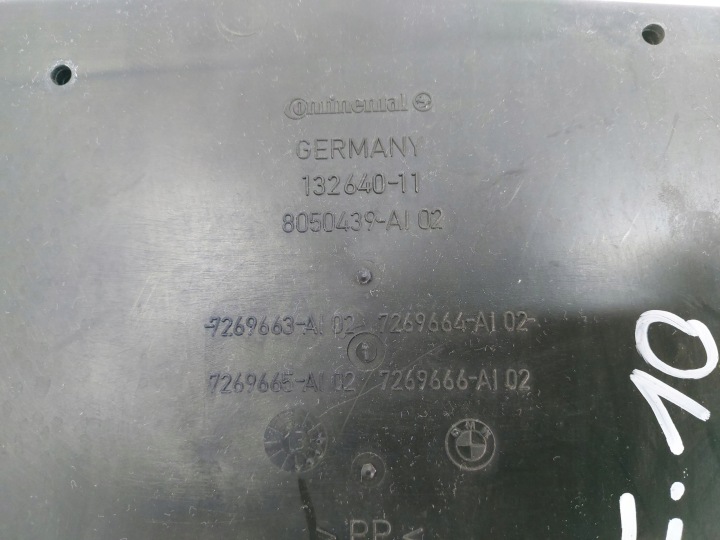 Continental
GERMANY
132640-11
8050439-AI 02
7269663-AI 02 7269664-AI 02
7269665-AI 02 7269666-AI 02
BMW
> PP <
10